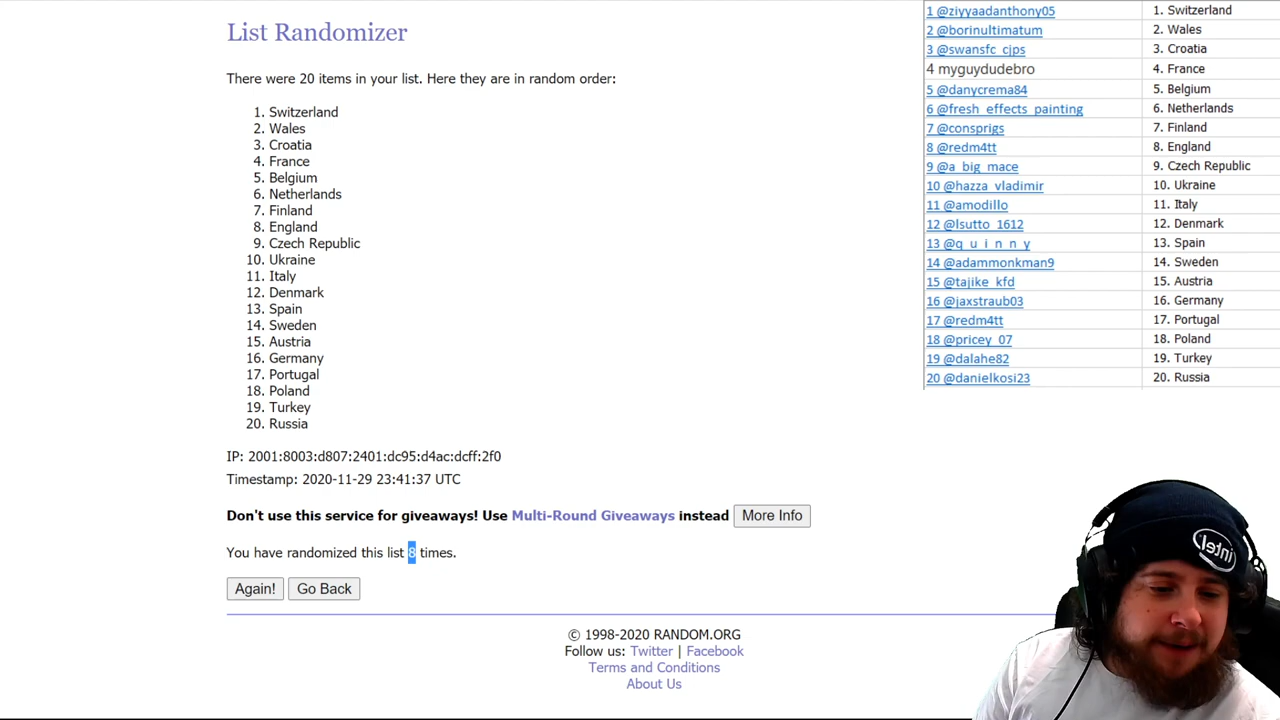 List Randomizer
There were 20 items in your list. Here they are in random order:
1. Switzerland
2. Wales
3. Croatia
4. France
5. Belgium
6. Netherlands
7. Finland
8. England
9. Czech Republic
10. Ukraine
11. Italy
12. Denmark
13. Spain
14. Sweden
15. Austria
16. Germany
17. Portugal
18. Poland
19. Turkey
20. Russia
IP: 2001:8003:d807:2401:dc95:d4ac:dcff:2f0
Timestamp: 2020-11-29 23:41:37 UTC
Don't use this service for giveaways! Use Multi-Round Giveaways instead More Info
You have randomized this list 8 times.
Again! Go Back
© 1998-2020 RANDOM.ORG
Follow us: Twitter | Facebook
Terms and Conditions
About Us
1 @ziyyaadanthony05 1. Switzerland
2 @borinultimatum 2. Wales
3 @swansfc_cjps 3. Croatia
4 myguydudebro 4. France
5 @danycrema84 5. Belgium
6 @fresh_effects_painting 6. Netherlands
7 @consprigs 7. Finland
8 @redm4tt 8. England
9 @a_big_mace 9. Czech Republic
10 @hazza_vladimir 10. Ukraine
11 @amodillo 11. Italy
12 @lsutto_1612 12. Denmark
13 @q_u_i_n_n_y 13. Spain
14 @adammonkman9 14. Sweden
15 @tajike_kfd 15. Austria
16 @jaxstraub03 16. Germany
17 @redm4tt 17. Portugal
18 @pricey_07 18. Poland
19 @dalahe82 19. Turkey
20 @danielkosi23 20. Russia
intel